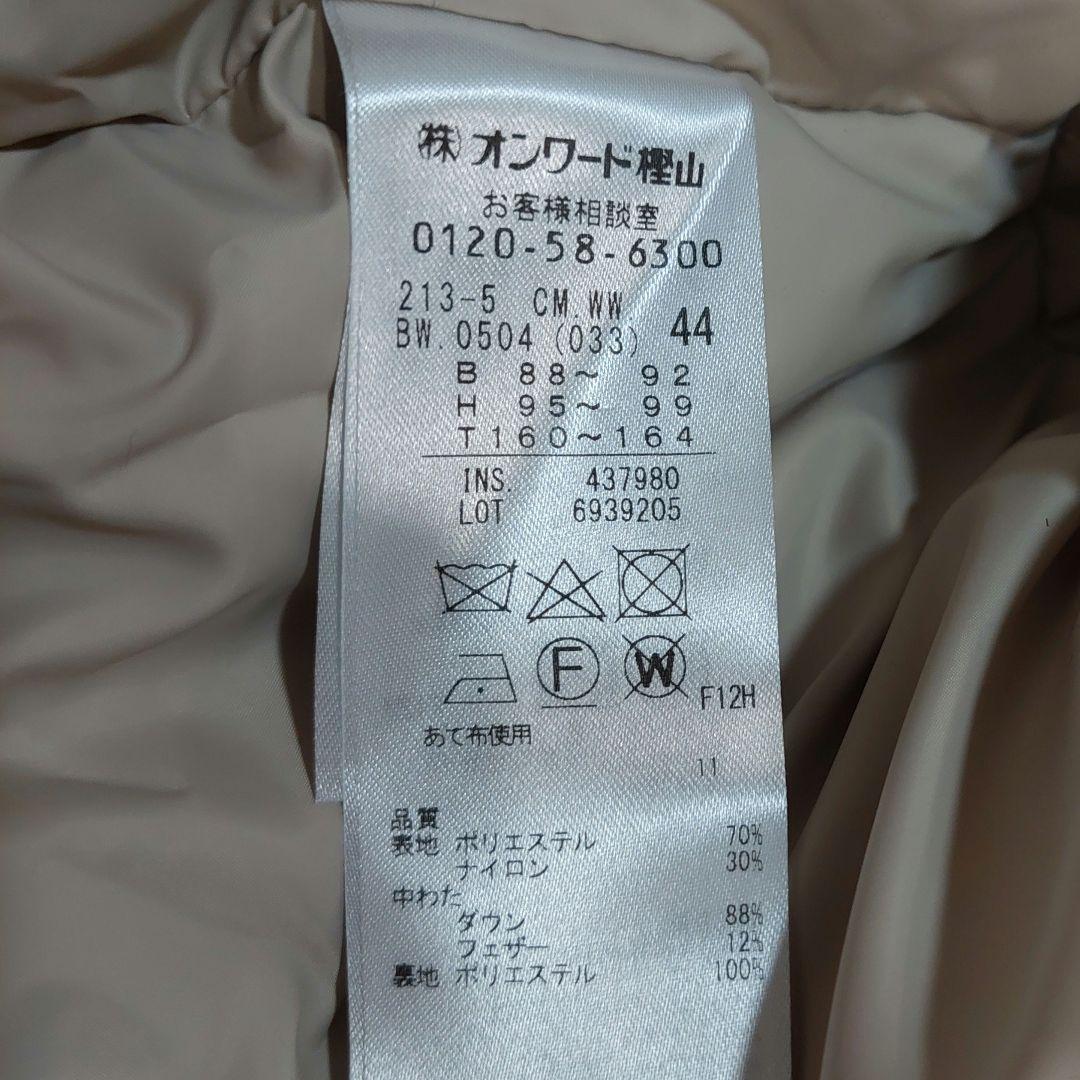 ㈱オンワード樫山
お客様相談室
0120-58-6300
213-5 CM.WW
BW.0504 (033) 44
B 88~ 92
H 95~ 99
T160~164
INS. 437980
LOT 6939205
F W F12H
あて布使用
11
品質
表地 ポリエステル 70%
ナイロン 30%
中わた
ダウン 88%
フェザー 12%
裏地 ポリエステル 100%